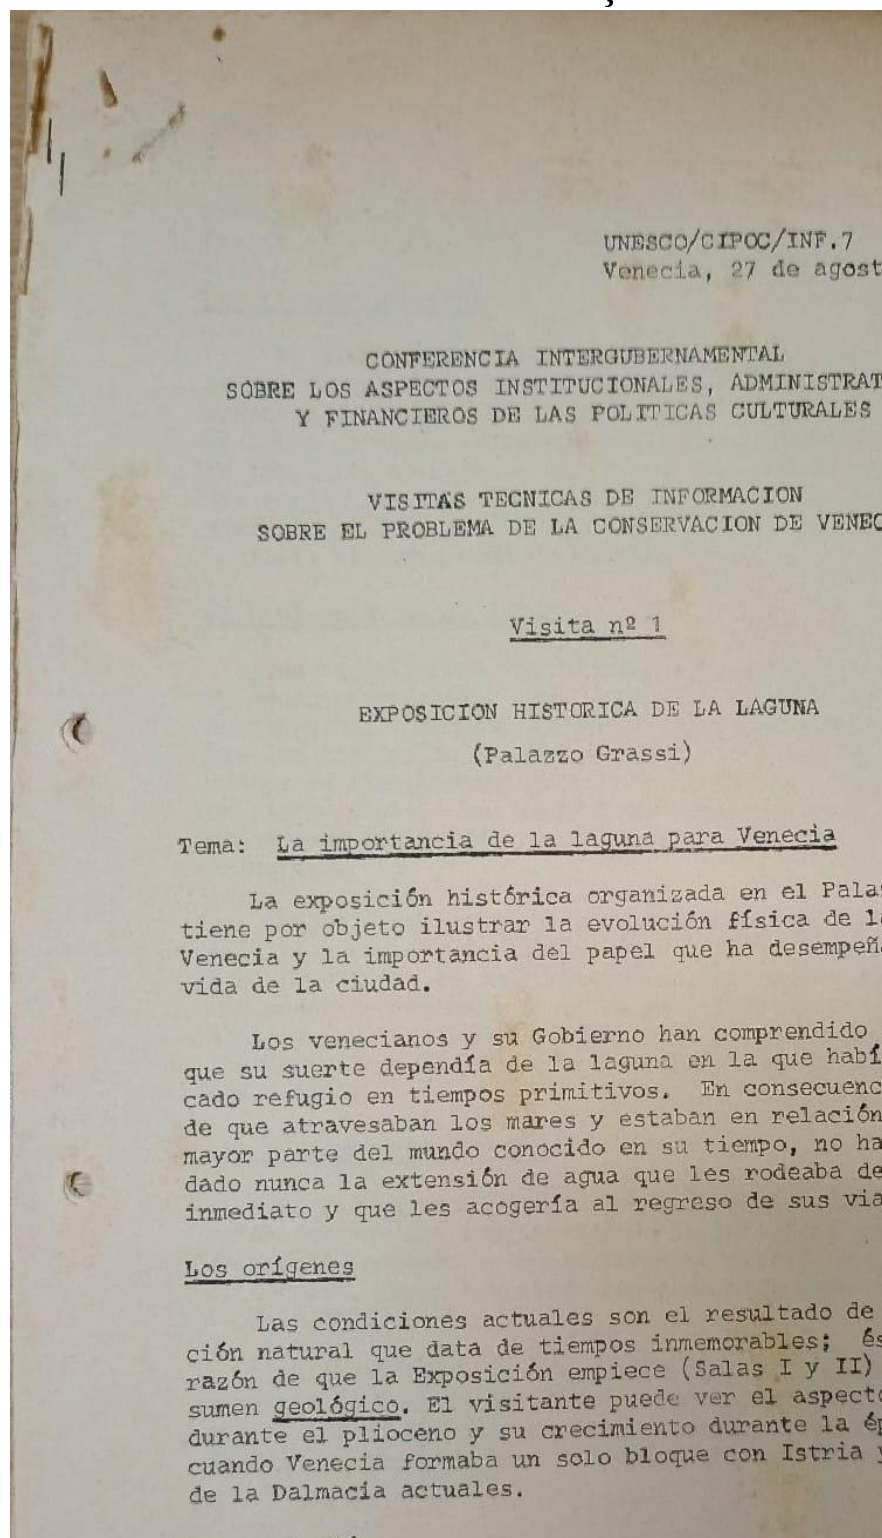 UNESCO/CIPOC/INF.7
Venecia, 27 de agost
CONFERENCIA INTERGUBERNAMENTAL
SOBRE LOS ASPECTOS INSTITUCIONALES, ADMINISTRAT
Y FINANCIEROS DE LAS POLITICAS CULTURALES
VISITAS TECNICAS DE INFORMACION
SOBRE EL PROBLEMA DE LA CONSERVACION DE VENEC
Visita nº 1
EXPOSICION HISTORICA DE LA LAGUNA
(Palazzo Grassi)
Tema: La importancia de la laguna para Venecia
La exposición histórica organizada en el Pala
tiene por objeto ilustrar la evolución física de l
Venecia y la importancia del papel que ha desempeñ
vida de la ciudad.
Los venecianos y su Gobierno han comprendido
que su suerte dependía de la laguna en la que habí
cado refugio en tiempos primitivos. En consecuenc
de que atravesaban los mares y estaban en relación
mayor parte del mundo conocido en su tiempo, no ha
dado nunca la extensión de agua que les rodeaba de
inmediato y que les acogería al regreso de sus via
Los orígenes
Las condiciones actuales son el resultado de
ción natural que data de tiempos inmemorables; és
razón de que la Exposición empiece (Salas I y II)
sumen geológico. El visitante puede ver el aspect
durante el plioceno y su crecimiento durante la ép
cuando Venecia formaba un solo bloque con Istria y
de la Dalmacia actuales.